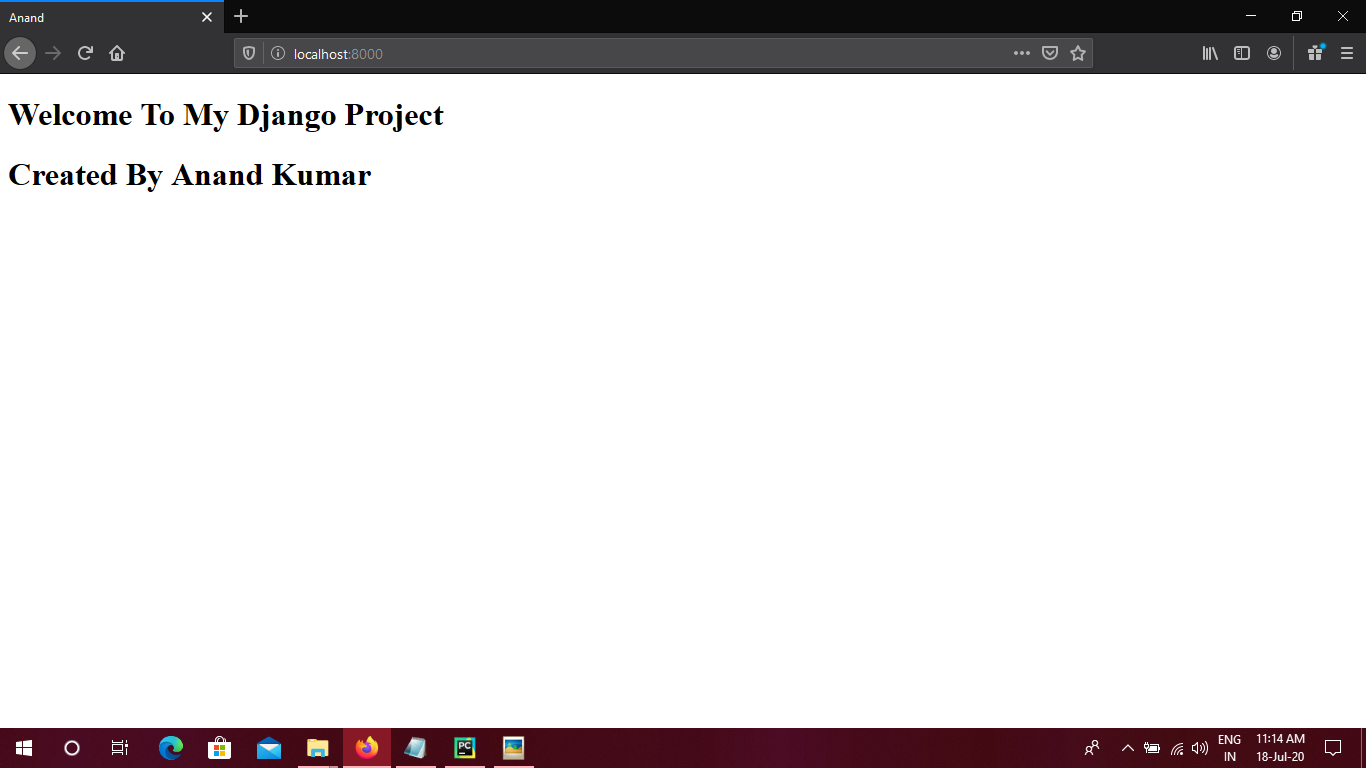 Anand
localhost:8000
Welcome To My Django Project
Created By Anand Kumar
PC
ENG
IN
11:14 AM
18-Jul-20